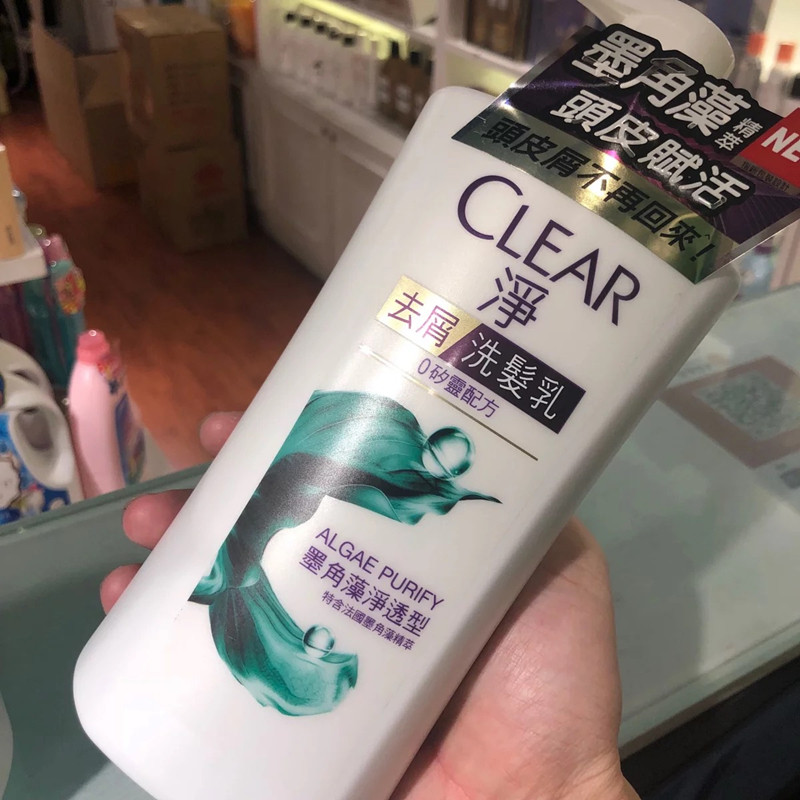 墨角藻精萃
NE
頭皮賦活
頭皮屑不再回來!
CLEAR
淨
去屑 洗髮乳
0矽靈配方
ALGAE PURIFY
墨角藻淨透型
特含法國墨角藻精萃